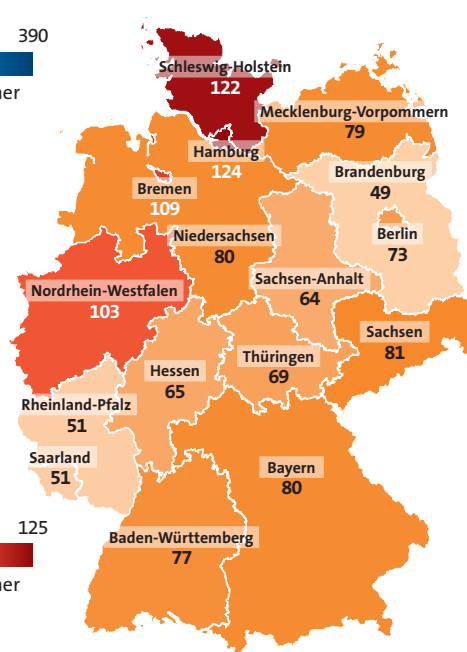 390
ner
Schleswig-Holstein
122
Mecklenburg-Vorpommern
79
Hamburg
124
Brandenburg
49
Bremen
109
Berlin
73
Niedersachsen
80
Sachsen-Anhalt
64
Nordrhein-Westfalen
103
Sachsen
81
Thüringen
69
Hessen
65
Rheinland-Pfalz
51
Saarland
51
Bayern
80
125
Baden-Württemberg
77
ner